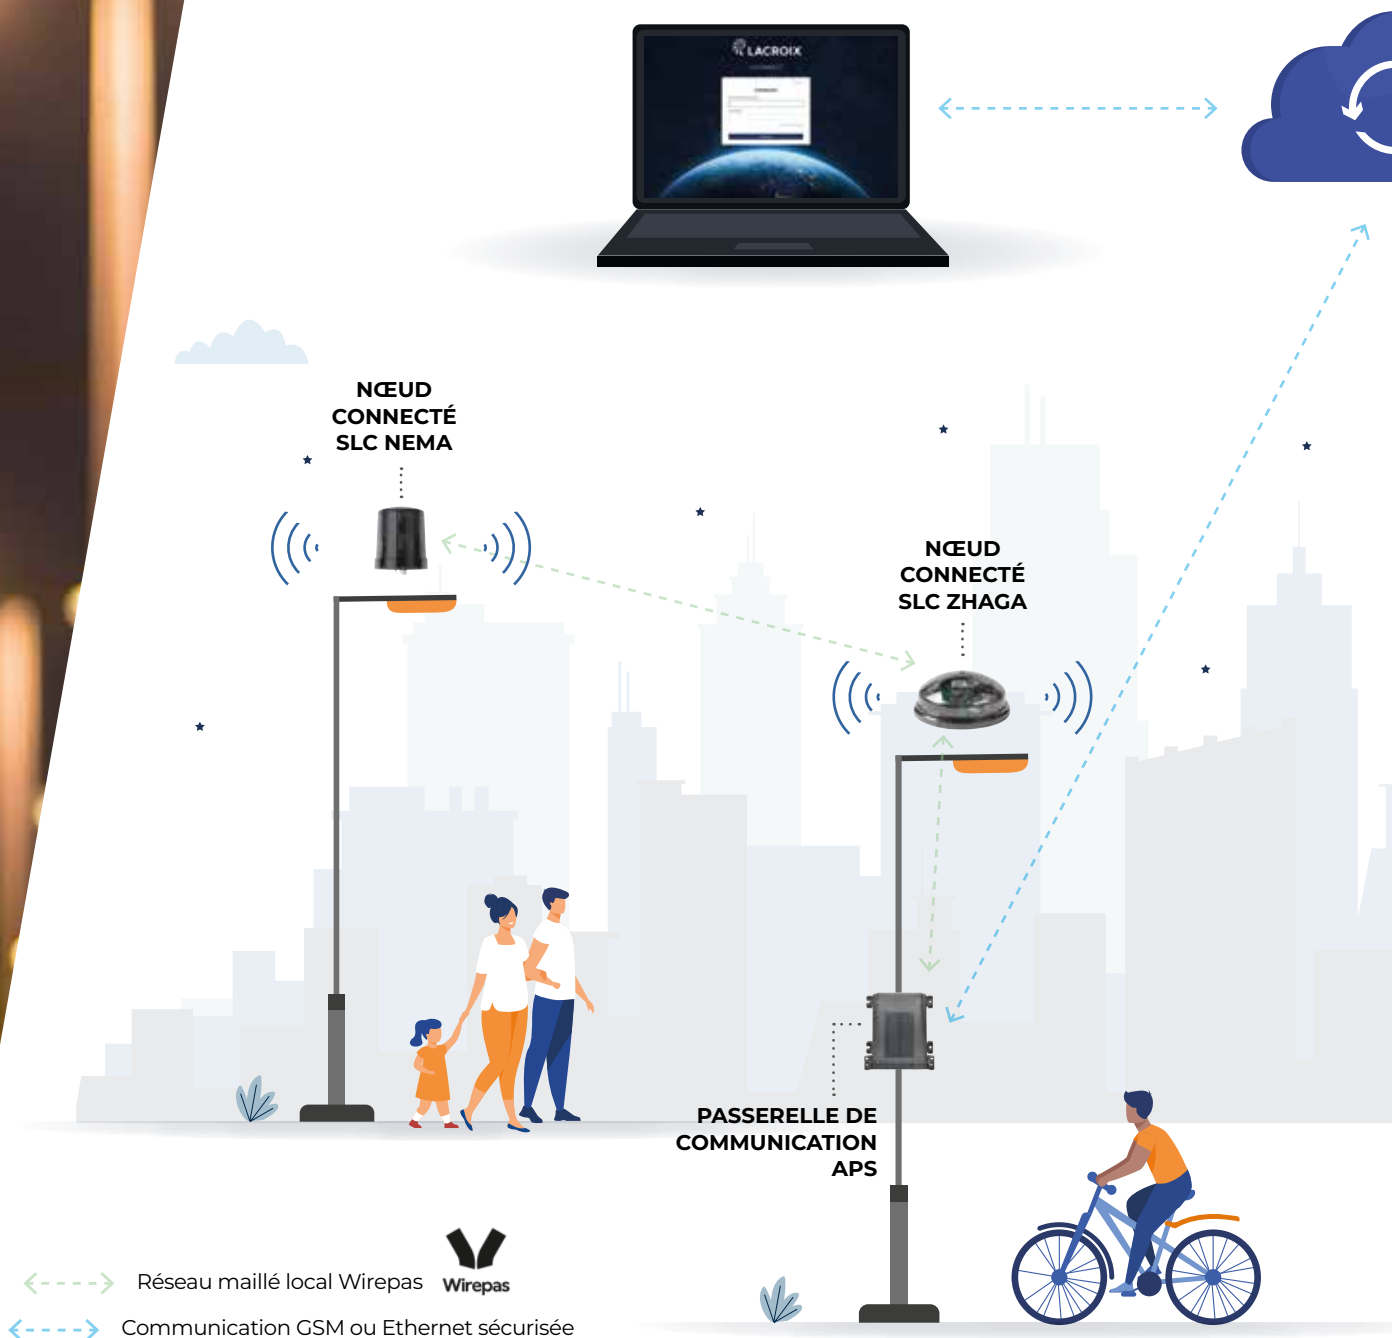 LACROIX
NŒUD
CONNECTÉ
SLC NEMA
NŒUD
CONNECTÉ
SLC ZHAGA
PASSERELLE DE
COMMUNICATION
APS
Réseau maillé local Wirepas
Wirepas
Communication GSM ou Ethernet sécurisée